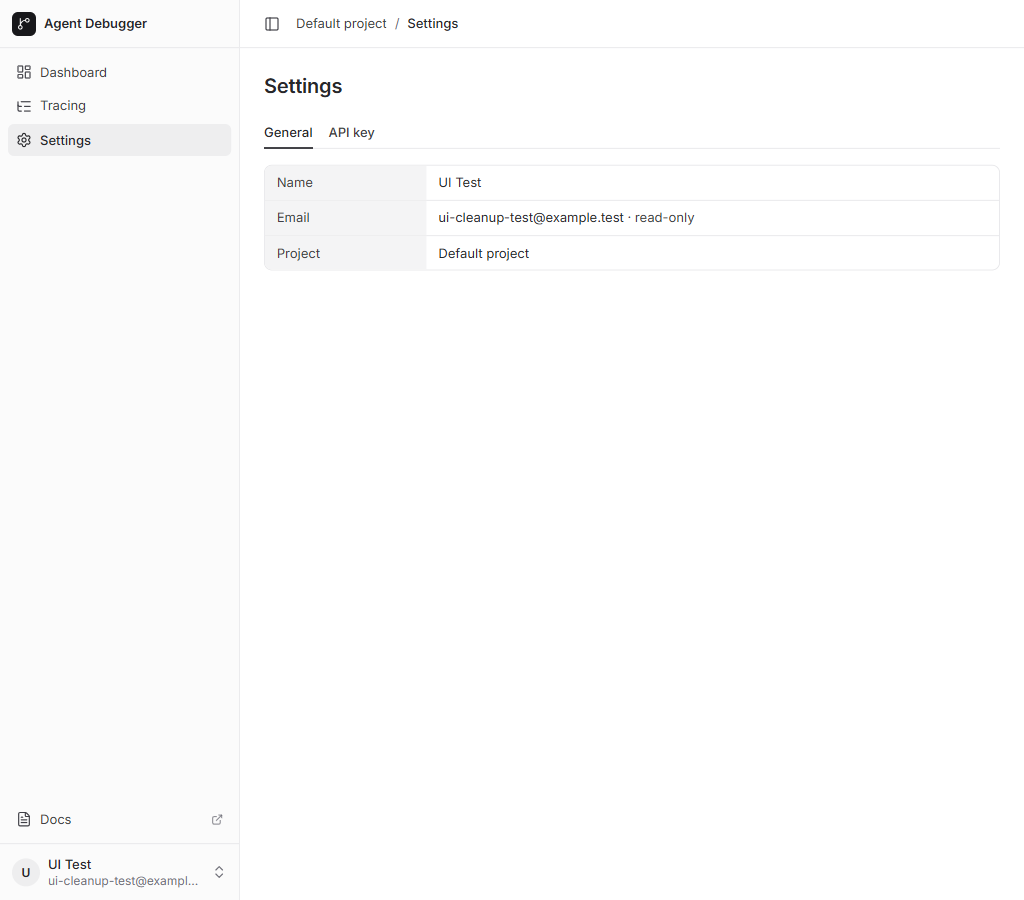 Agent Debugger
Default project / Settings
Dashboard
Tracing
Settings
Settings
General API key
Name UI Test
Email ui-cleanup-test@example.test · read-only
Project Default project
Docs
U
UI Test
ui-cleanup-test@exampl...